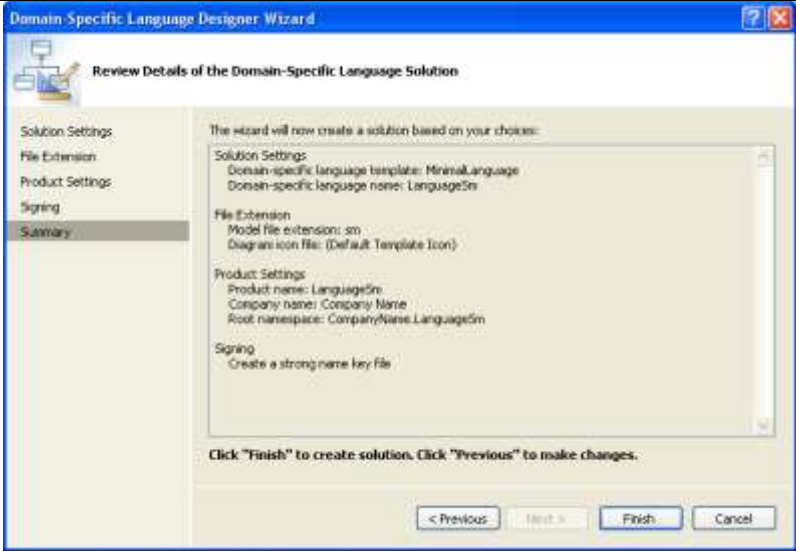 Domain-Specific Language Designer Wizard
Review Details of the Domain-Specific Language Solution
Solution Settings
File Extension
Product Settings
Signing
Summary
The wizard will now create a solution based on your choices:
Solution Settings
Domain-specific language template: MinimalLanguage
Domain-specific language name: LanguageSm
File Extension
Model file extension: sm
Diagram icon file: (Default Template Icon)
Product Settings
Product name: LanguageSm
Company name: Company Name
Root namespace: CompanyName.LanguageSm
Signing
Create a strong name key file
Click "Finish" to create solution. Click "Previous" to make changes.
< Previous Next > Finish Cancel